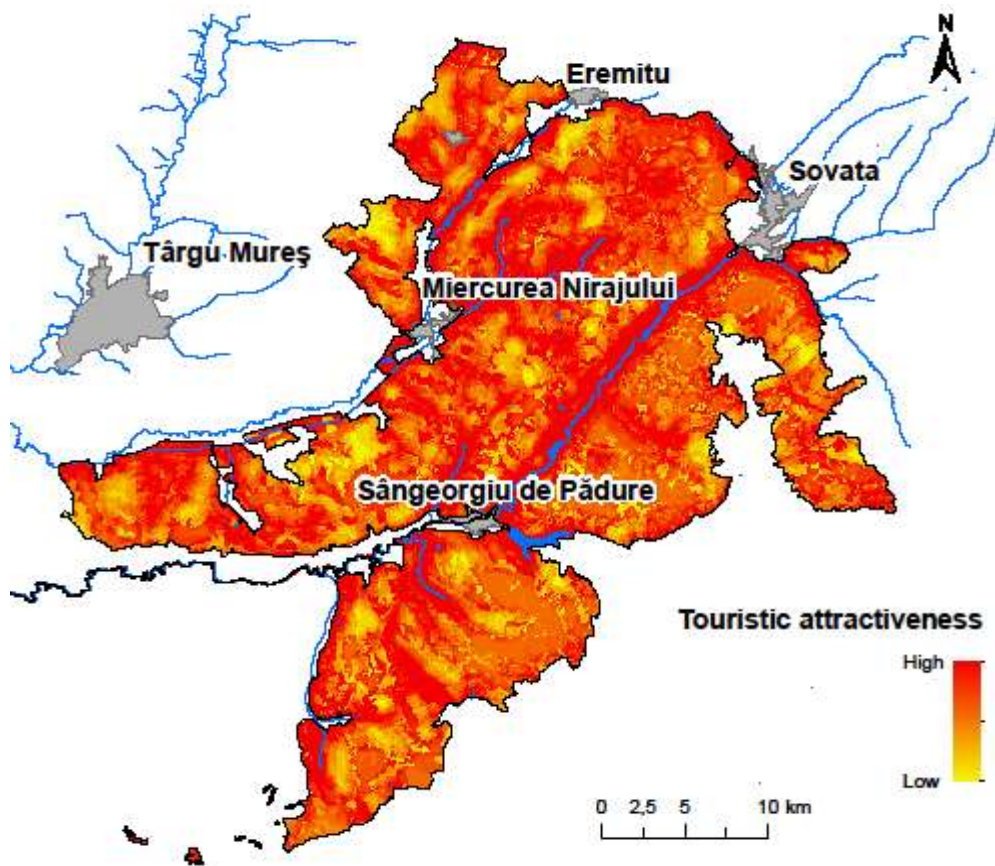 N
Eremitu
Sovata
Târgu Mureş
Miercurea Nirajului
Sângeorgiu de Pădure
Touristic attractiveness
High
Low
0 2,5 5 10 km